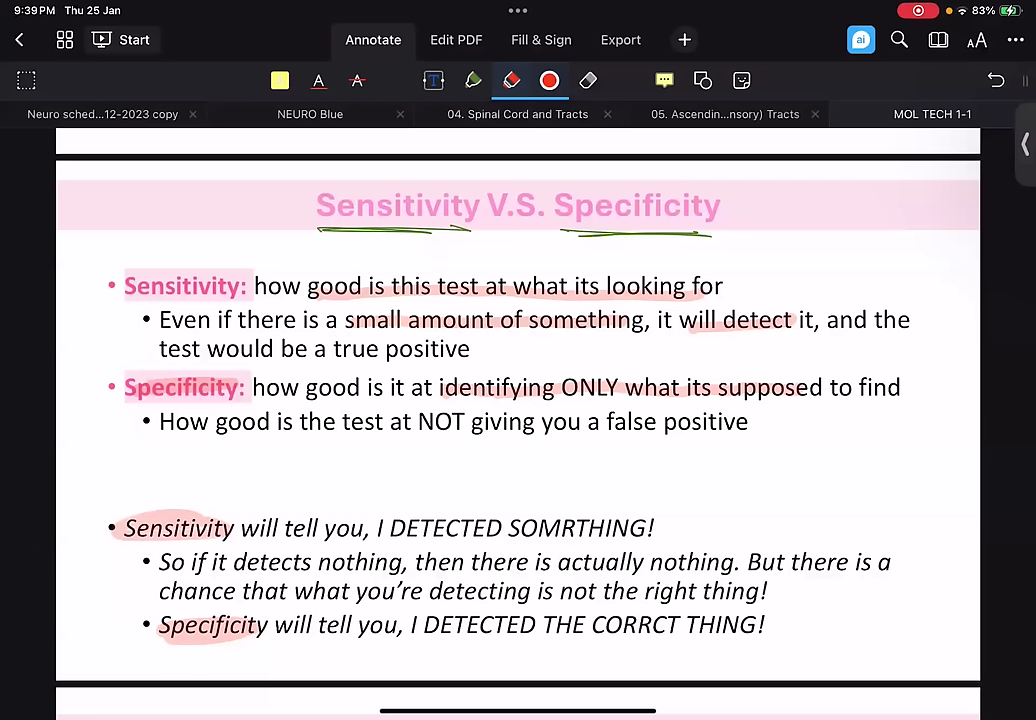 9:39 PM Thu 25 Jan
83%
Start
Annotate
Edit PDF
Fill & Sign
Export
ai
AA
A
A
T
Neuro sched...12-2023 copy
NEURO Blue
04. Spinal Cord and Tracts
05. Ascendin...nsory) Tracts
MOL TECH 1-1
Sensitivity V.S. Specificity
• Sensitivity: how good is this test at what its looking for
• Even if there is a small amount of something, it will detect it, and the
test would be a true positive
• Specificity: how good is it at identifying ONLY what its supposed to find
• How good is the test at NOT giving you a false positive
• Sensitivity will tell you, I DETECTED SOMRTHING!
• So if it detects nothing, then there is actually nothing. But there is a
chance that what you’re detecting is not the right thing!
• Specificity will tell you, I DETECTED THE CORRCT THING!